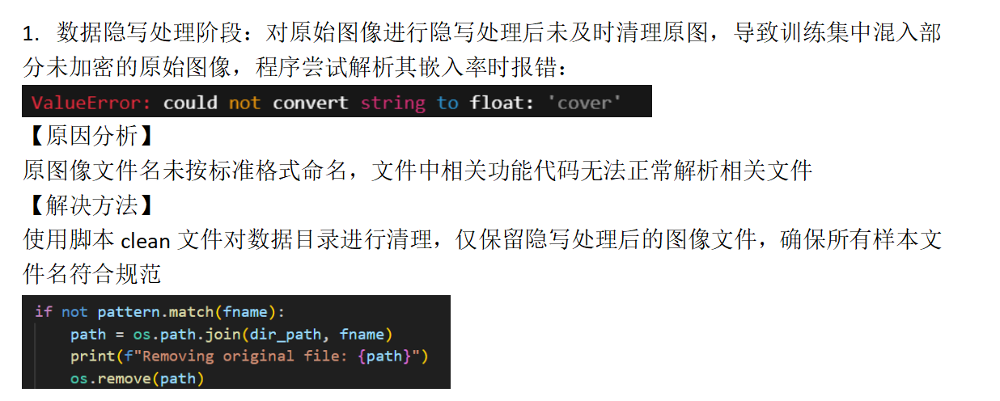 1. 数据隐写处理阶段：对原始图像进行隐写处理后未及时清理原图，导致训练集中混入部
分未加密的原始图像，程序尝试解析其嵌入率时报错：
ValueError: could not convert string to float: 'cover'
【原因分析】
原图像文件名未按标准格式命名，文件中相关功能代码无法正常解析相关文件
【解决方法】
使用脚本 clean 文件对数据目录进行清理，仅保留隐写处理后的图像文件，确保所有样本文
件名符合规范
if not pattern.match(fname):
    path = os.path.join(dir_path, fname)
    print(f"Removing original file: {path}")
    os.remove(path)